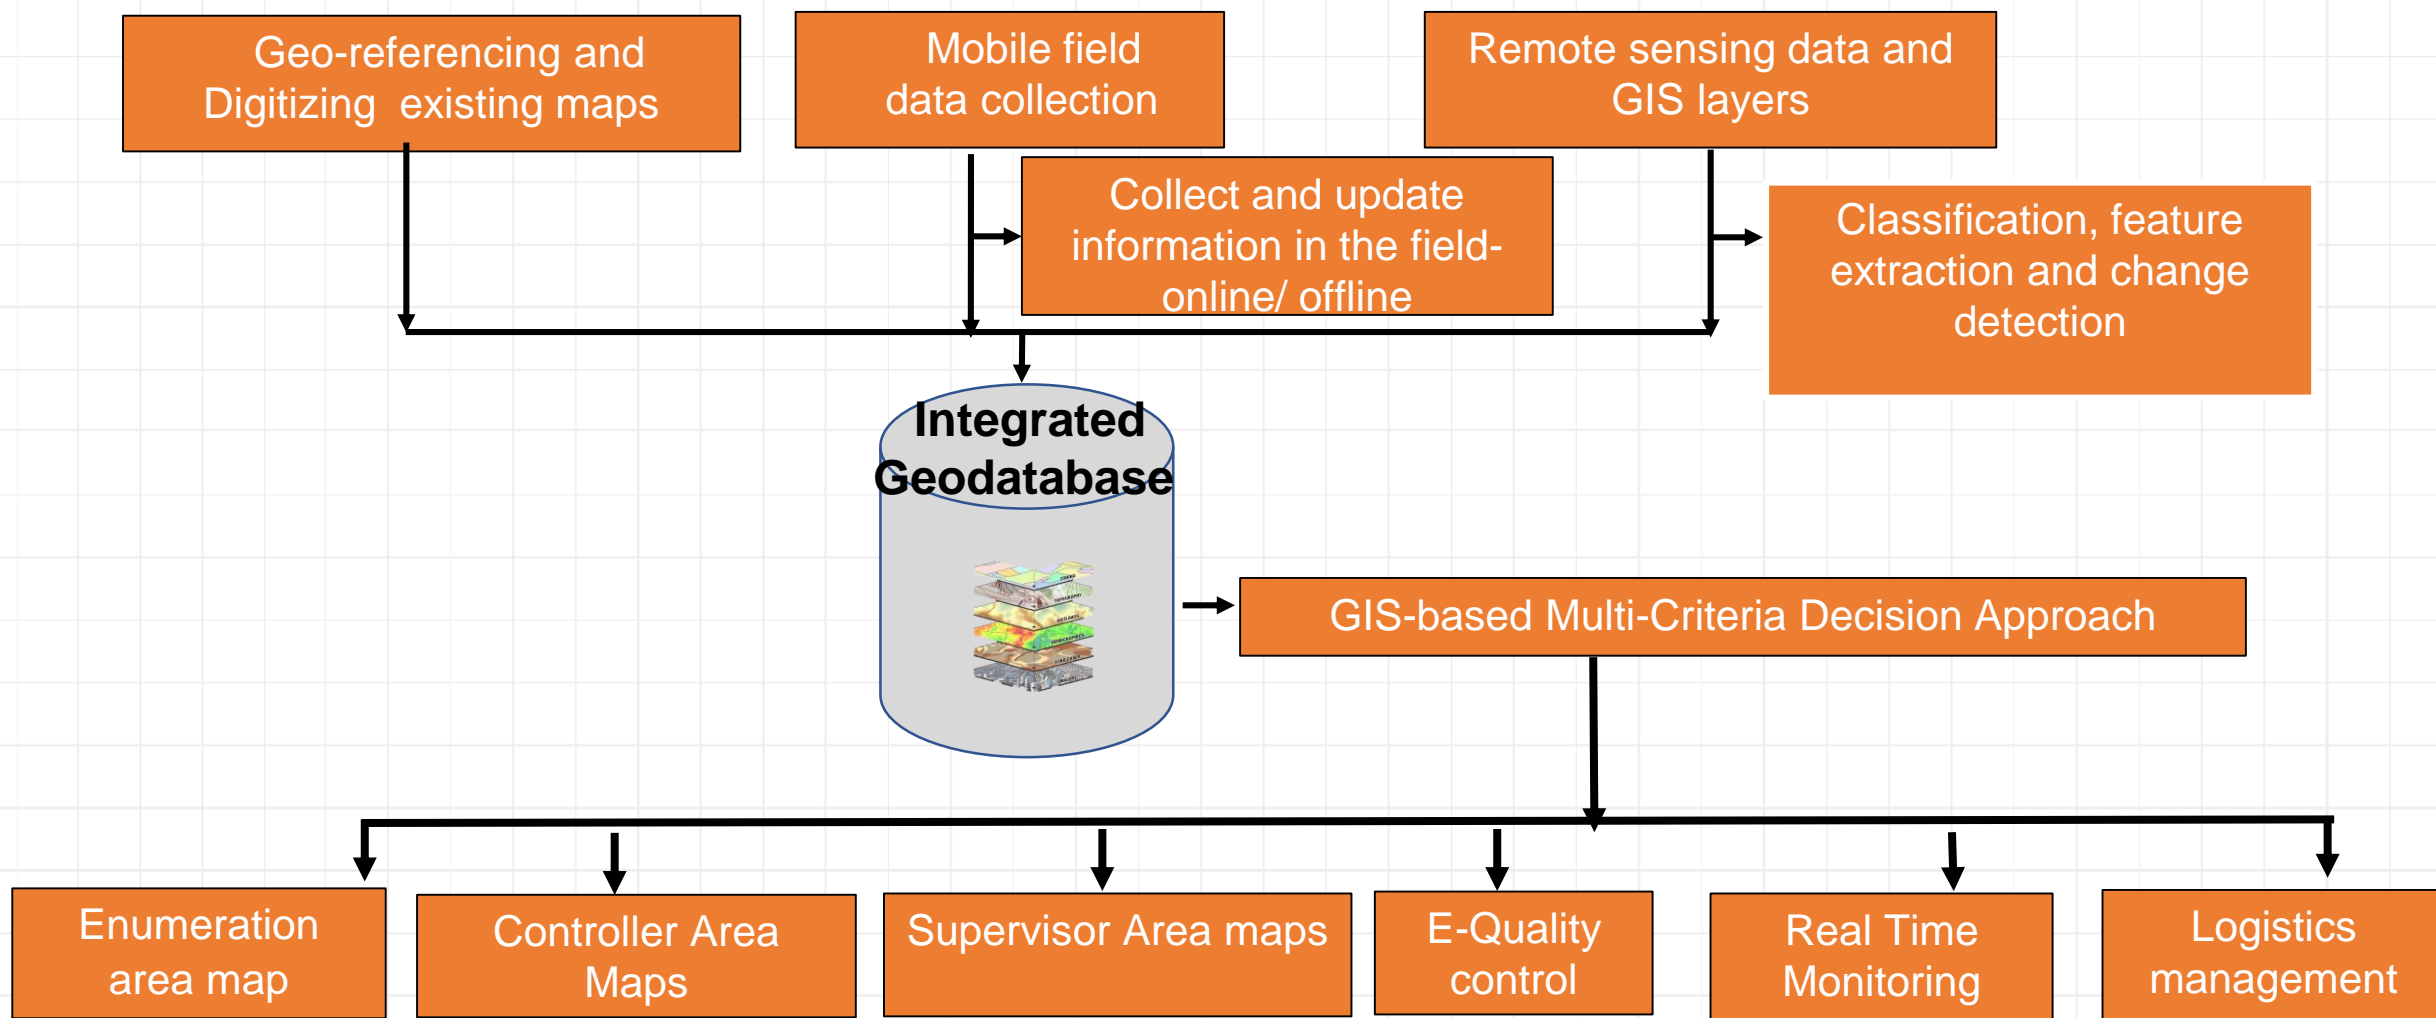 Geo-referencing and
Digitizing  existing maps
Mobile field
data collection
Remote sensing data and
GIS layers
Collect and update
information in the field-
online/ offline
Classification, feature
extraction and change
detection
Integrated
Geodatabase
GIS-based Multi-Criteria Decision Approach
Enumeration
area map
Controller Area
Maps
Supervisor Area maps
E-Quality
control
Real Time
Monitoring
Logistics
management